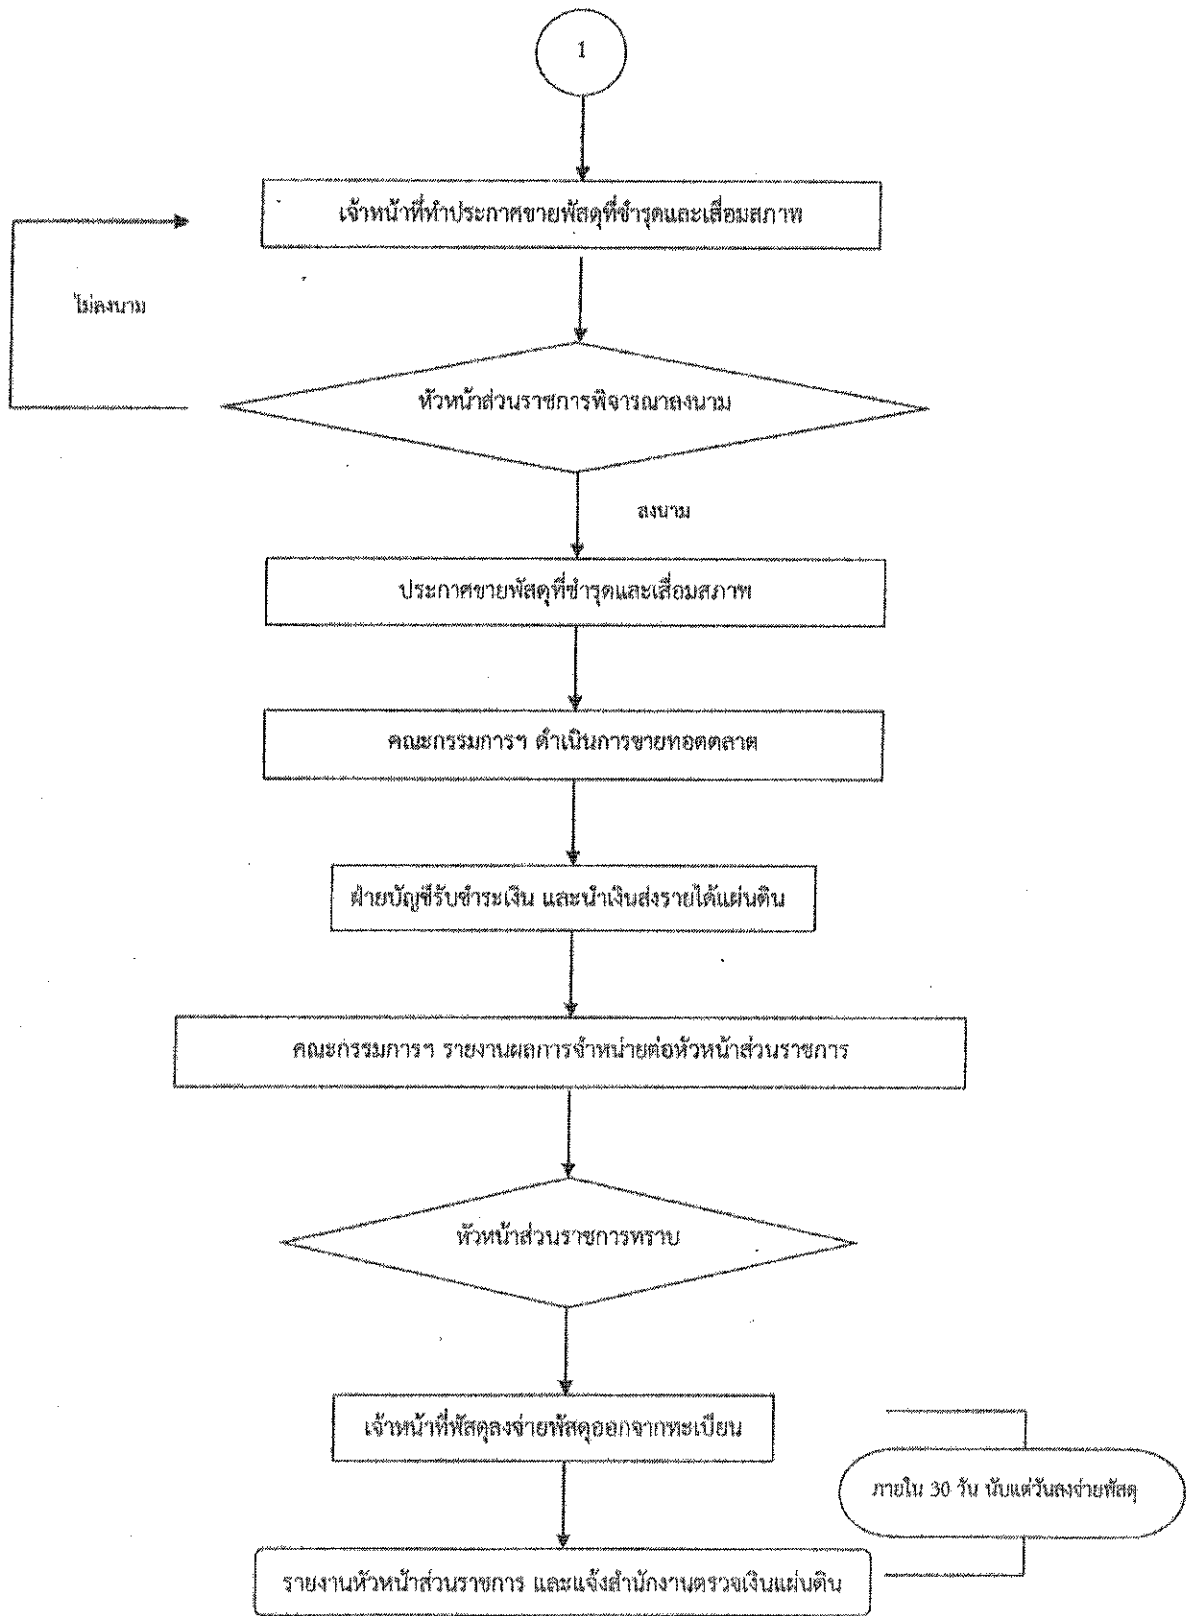 1
เจ้าหน้าที่ทำประกาศขายพัสดุที่ชำรุดและเสื่อมสภาพ
ไม่ลงนาม
หัวหน้าส่วนราชการพิจารณาลงนาม
ลงนาม
ประกาศขายพัสดุที่ชำรุดและเสื่อมสภาพ
คณะกรรมการฯ ดำเนินการขายทอดตลาด
ฝ่ายบัญชีรับชำระเงิน และนำเงินส่งรายได้แผ่นดิน
คณะกรรมการฯ รายงานผลการจำหน่ายต่อหัวหน้าส่วนราชการ
หัวหน้าส่วนราชการทราบ
เจ้าหน้าที่พัสดุลงจ่ายพัสดุออกจากทะเบียน
ภายใน 30 วัน นับแต่วันลงจ่ายพัสดุ
รายงานหัวหน้าส่วนราชการ และแจ้งสำนักงานตรวจเงินแผ่นดิน